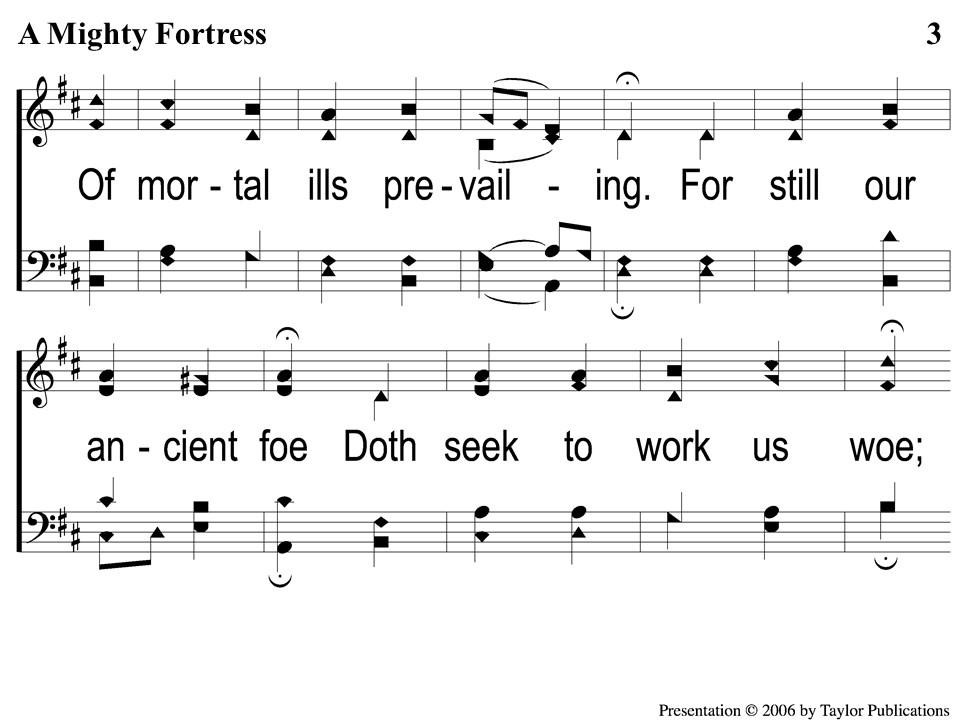 A Mighty Fortress 3
Of mor - tal ills pre - vail - ing. For still our
an - cient foe Doth seek to work us woe;
Presentation © 2006 by Taylor Publications